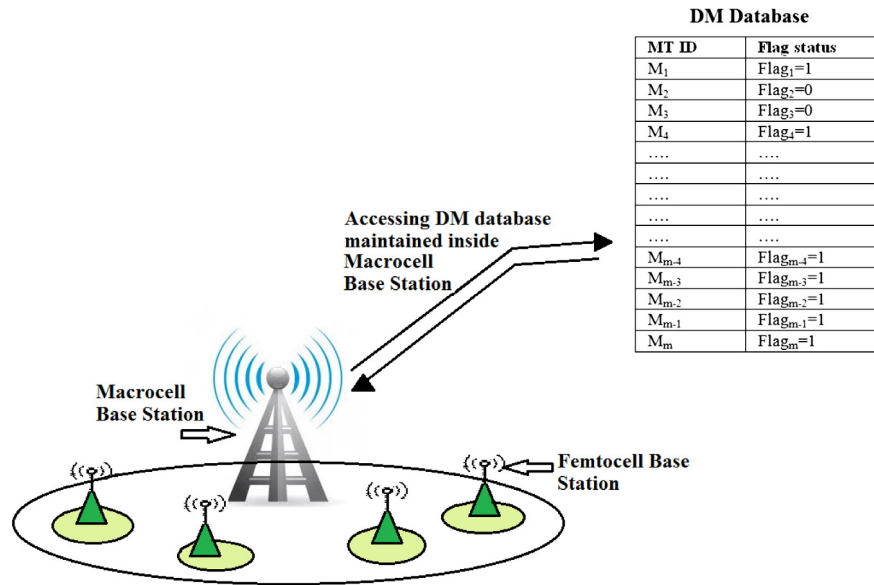 DM Database
MT ID Flag status
M₁ Flag₁=1
M₂ Flag₂=0
M₃ Flag₃=0
M₄ Flag₄=1
.... ....
.... ....
.... ....
.... ....
.... ....
Mₘ₋₄ Flagₘ₋₄=1
Mₘ₋₃ Flagₘ₋₃=1
Mₘ₋₂ Flagₘ₋₂=1
Mₘ₋₁ Flagₘ₋₁=1
Mₘ Flagₘ=1
Accessing DM database
maintained inside
Macrocell
Base Station
Macrocell
Base Station
Femtocell Base
Station